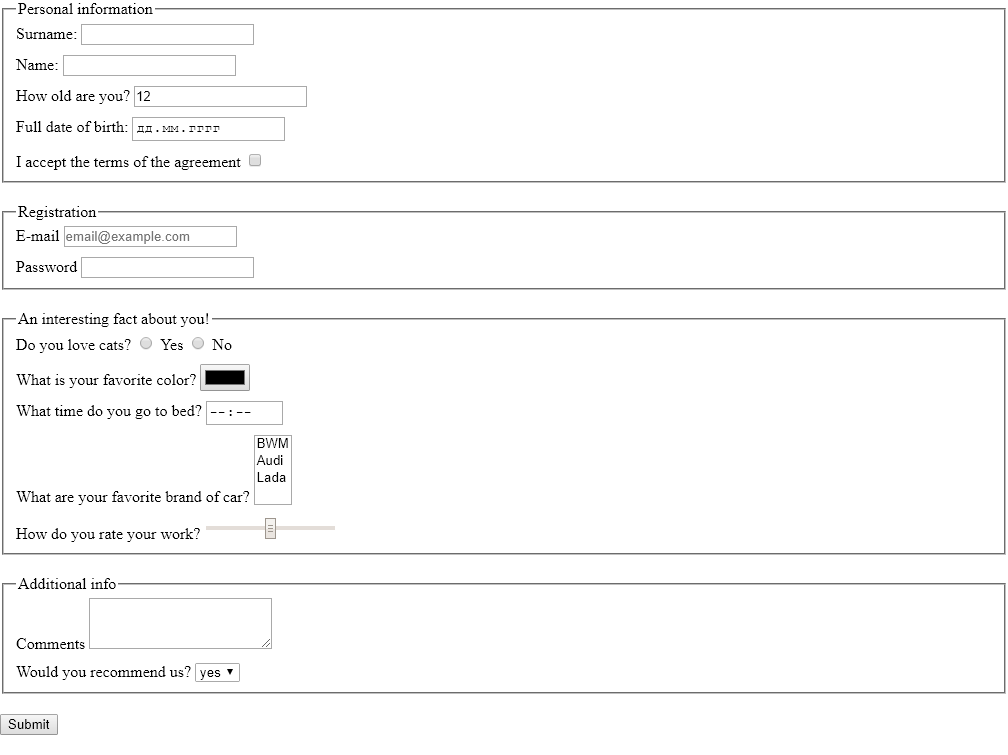 Personal information
Surname:
Name:
How old are you? 12
Full date of birth: дд.мм.гггг
I accept the terms of the agreement
Registration
E-mail email@example.com
Password
An interesting fact about you!
Do you love cats? Yes No
What is your favorite color?
What time do you go to bed? --:--
BWM
Audi
Lada
What are your favorite brand of car?
How do you rate your work?
Additional info
Comments
Would you recommend us? yes
Submit